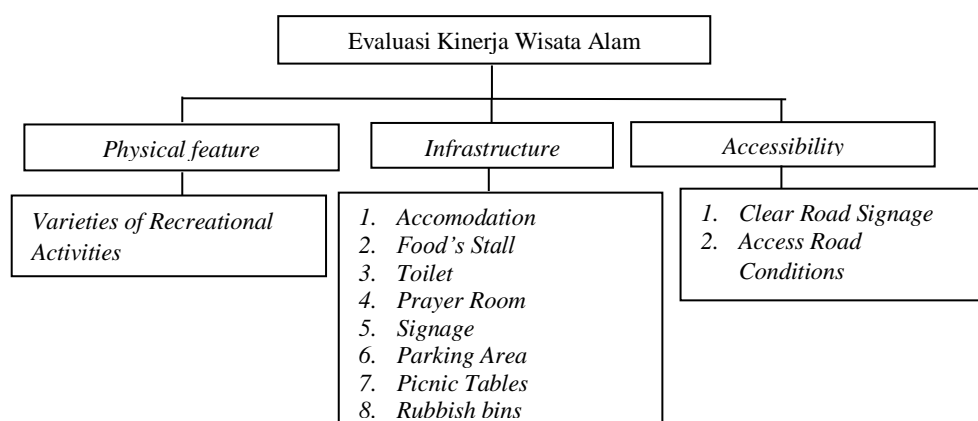 Evaluasi Kinerja Wisata Alam
Physical feature
Infrastructure
Accessibility
Varieties of Recreational
Activities
1. Accomodation
2. Food's Stall
3. Toilet
4. Prayer Room
5. Signage
6. Parking Area
7. Picnic Tables
8. Rubbish bins
1. Clear Road Signage
2. Access Road
Conditions